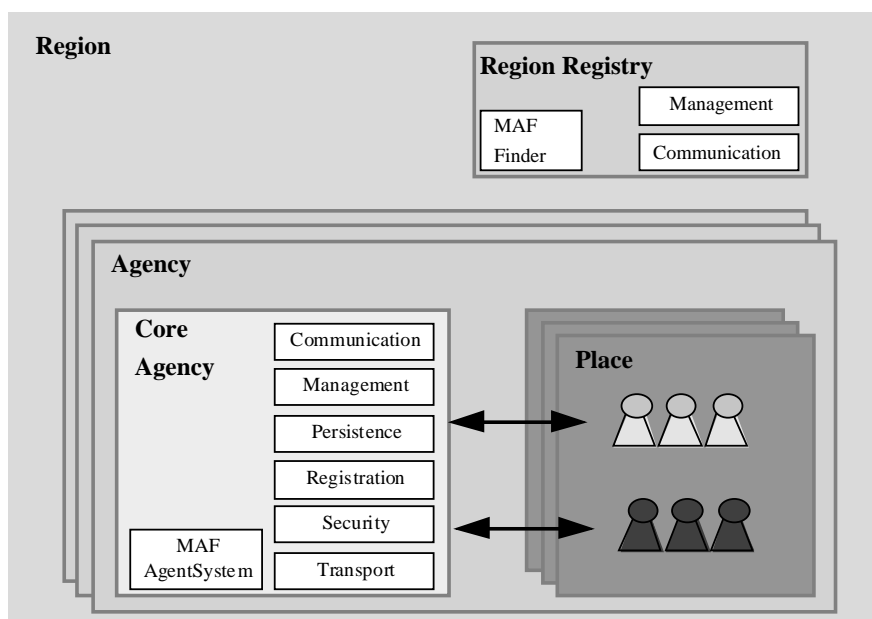 Region
Region Registry
MAF
Finder
Management
Communication
Agency
Core
Agency
Communication
Management
Persistence
Registration
Security
Transport
MAF
AgentSystem
Place